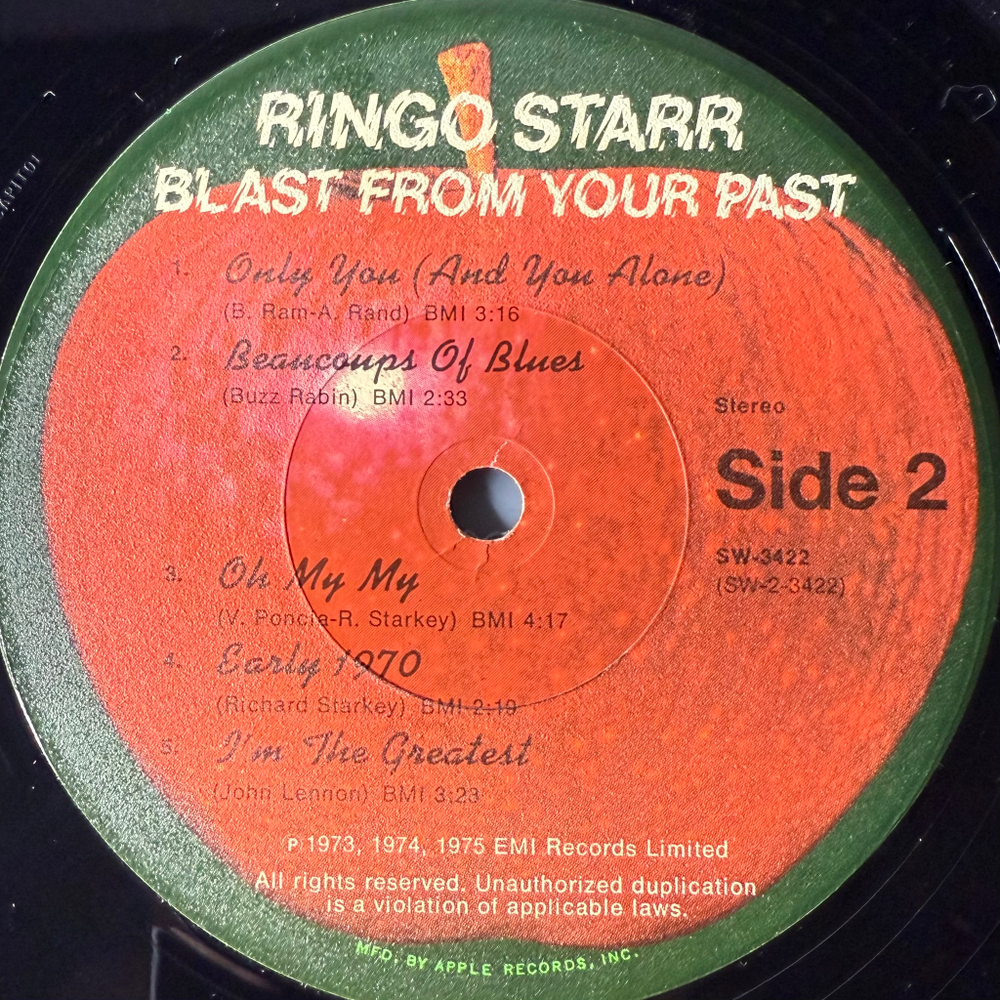 RINGO STARR
BLAST FROM YOUR PAST
1. Only You (And You Alone)
(B. Ram-A. Rand) BMI 3:16
2. Beaucoups Of Blues
(Buzz Rabin) BMI 2:33
Stereo
Side 2
SW-3422
(SW-2-3422)
3. Oh My My
(V. Poncia-R. Starkey) BMI 4:17
4. Early 1970
(Richard Starkey) BMI 2:19
5. I'm The Greatest
(John Lennon) BMI 3:23
℗ 1973, 1974, 1975 EMI Records Limited
All rights reserved. Unauthorized duplication
is a violation of applicable laws.
MFD. BY APPLE RECORDS, INC.